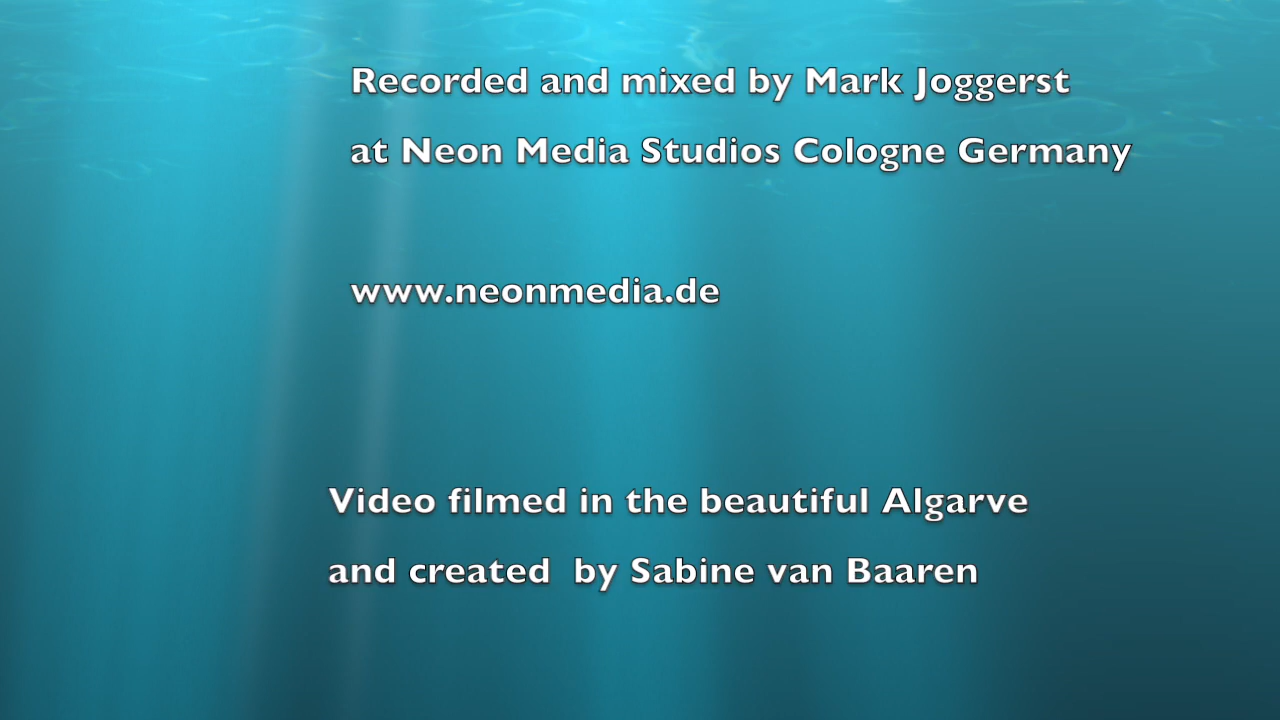 Recorded and mixed by Mark Joggerst
at Neon Media Studios Cologne Germany
www.neonmedia.de
Video filmed in the beautiful Algarve
and created  by Sabine van Baaren